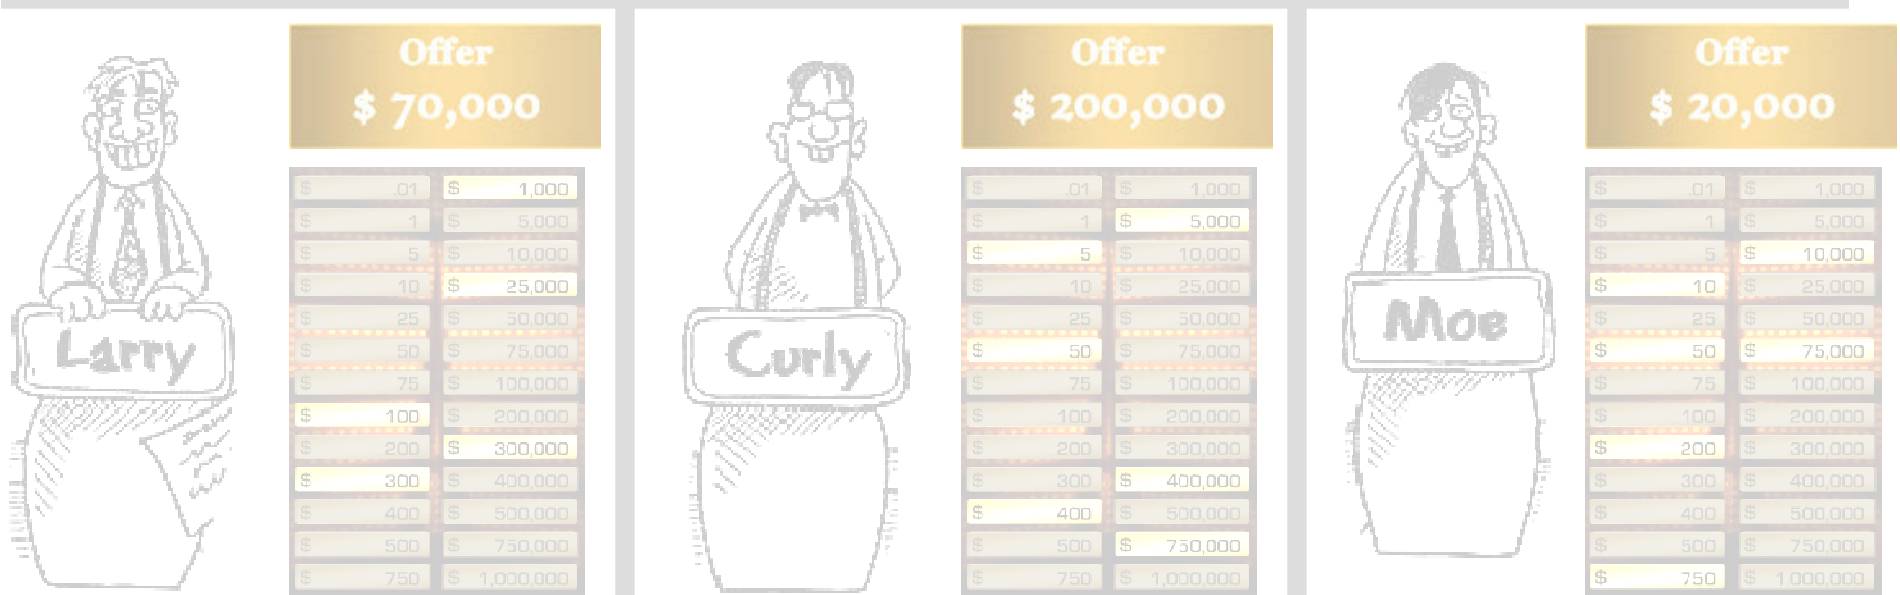 Offer
$ 70,000
Larry
$ .01 $ 1,000
$ 1 $ 5,000
$ 5 $ 10,000
$ 10 $ 25,000
$ 25 $ 50,000
$ 50 $ 75,000
$ 75 $ 100,000
$ 100 $ 200,000
$ 200 $ 300,000
$ 300 $ 400,000
$ 400 $ 500,000
$ 500 $ 750,000
$ 750 $ 1,000,000
Offer
$ 200,000
Curly
$ .01 $ 1,000
$ 1 $ 5,000
$ 5 $ 10,000
$ 10 $ 25,000
$ 25 $ 50,000
$ 50 $ 75,000
$ 75 $ 100,000
$ 100 $ 200,000
$ 200 $ 300,000
$ 300 $ 400,000
$ 400 $ 500,000
$ 500 $ 750,000
$ 750 $ 1,000,000
Offer
$ 20,000
Moe
$ .01 $ 1,000
$ 1 $ 5,000
$ 5 $ 10,000
$ 10 $ 25,000
$ 25 $ 50,000
$ 50 $ 75,000
$ 75 $ 100,000
$ 100 $ 200,000
$ 200 $ 300,000
$ 300 $ 400,000
$ 400 $ 500,000
$ 500 $ 750,000
$ 750 $ 1,000,000